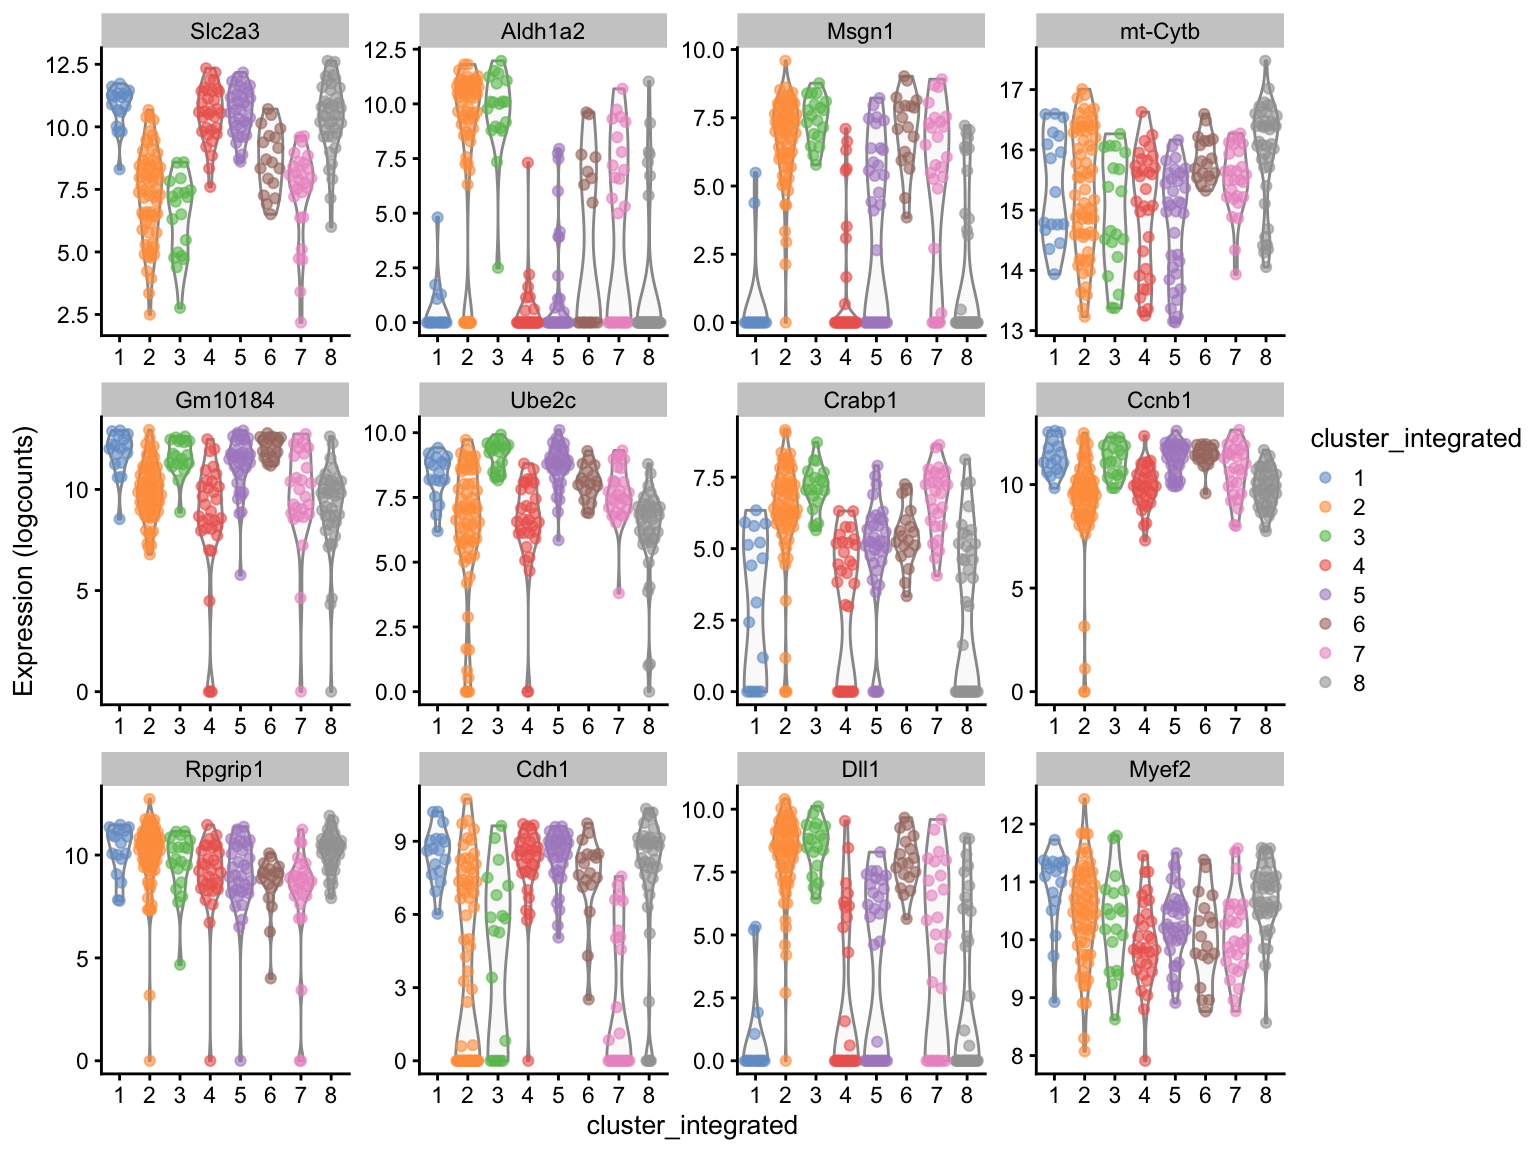 Slc2a3 Aldh1a2 Msgn1 mt-Cytb
12.5 10.0 7.5 5.0 2.5
12.5 10.0 7.5 5.0 2.5 0.0
10.0 7.5 5.0 2.5 0.0
17 16 15 14 13
1 2 3 4 5 6 7 8 1 2 3 4 5 6 7 8 1 2 3 4 5 6 7 8 1 2 3 4 5 6 7 8
Gm10184 Ube2c Crabp1 Ccnb1
10 5 0
10.0 7.5 5.0 2.5 0.0
7.5 5.0 2.5 0.0
10 5 0
1 2 3 4 5 6 7 8 1 2 3 4 5 6 7 8 1 2 3 4 5 6 7 8 1 2 3 4 5 6 7 8
Rpgrip1 Cdh1 Dll1 Myef2
10 5 0
9 6 3 0
10.0 7.5 5.0 2.5 0.0
12 11 10 9 8
1 2 3 4 5 6 7 8 1 2 3 4 5 6 7 8 1 2 3 4 5 6 7 8 1 2 3 4 5 6 7 8
Expression (logcounts)
cluster_integrated
cluster_integrated
1
2
3
4
5
6
7
8